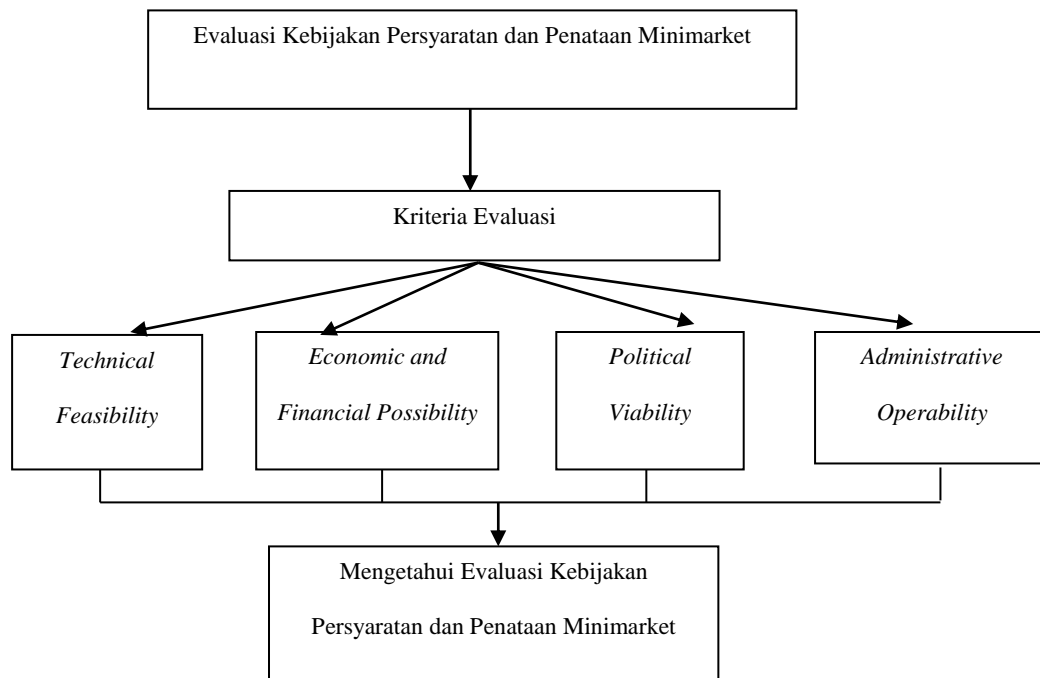 Evaluasi Kebijakan Persyaratan dan Penataan Minimarket
Kriteria Evaluasi
Technical
Feasibility
Economic and
Financial Possibility
Political
Viability
Administrative
Operability
Mengetahui Evaluasi Kebijakan
Persyaratan dan Penataan Minimarket